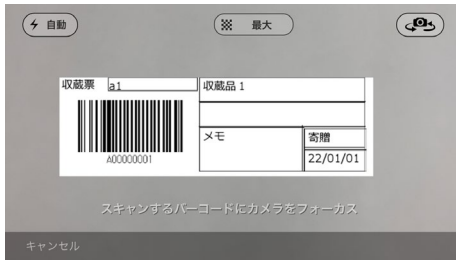 自動
最大
収蔵票 a1
収蔵品 1
A00000001
メモ
寄贈
22/01/01
スキャンするバーコードにカメラをフォーカス
キャンセル